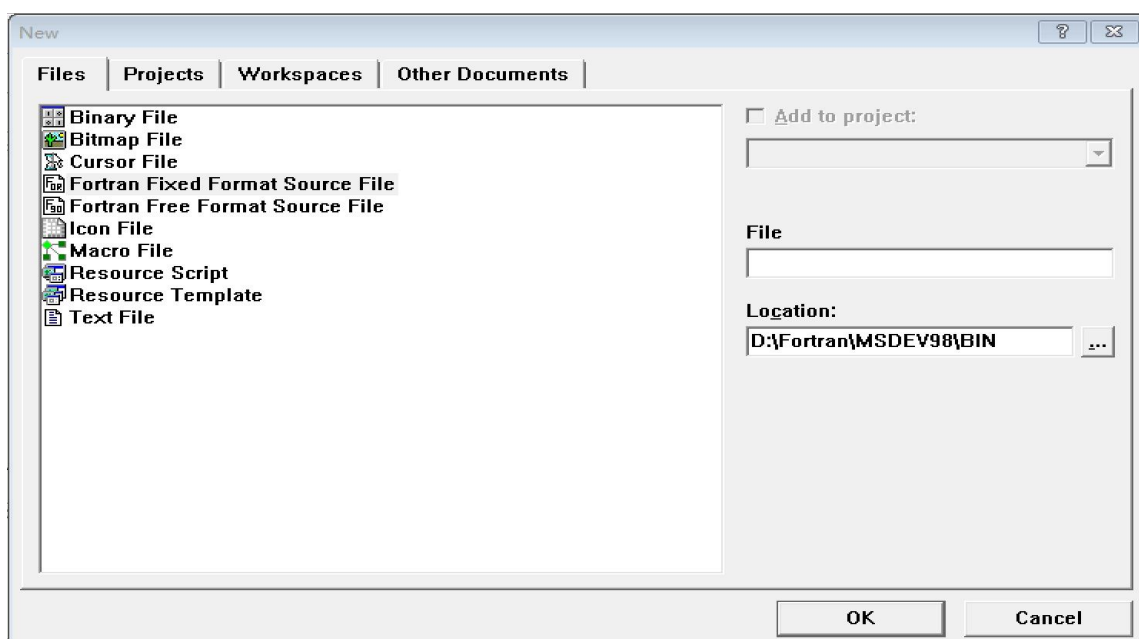 New
Files Projects Workspaces Other Documents
Binary File
Bitmap File
Cursor File
Fortran Fixed Format Source File
Fortran Free Format Source File
Icon File
Macro File
Resource Script
Resource Template
Text File
Add to project:
File
Location:
D:\Fortran\MSDEV98\BIN
...
OK Cancel